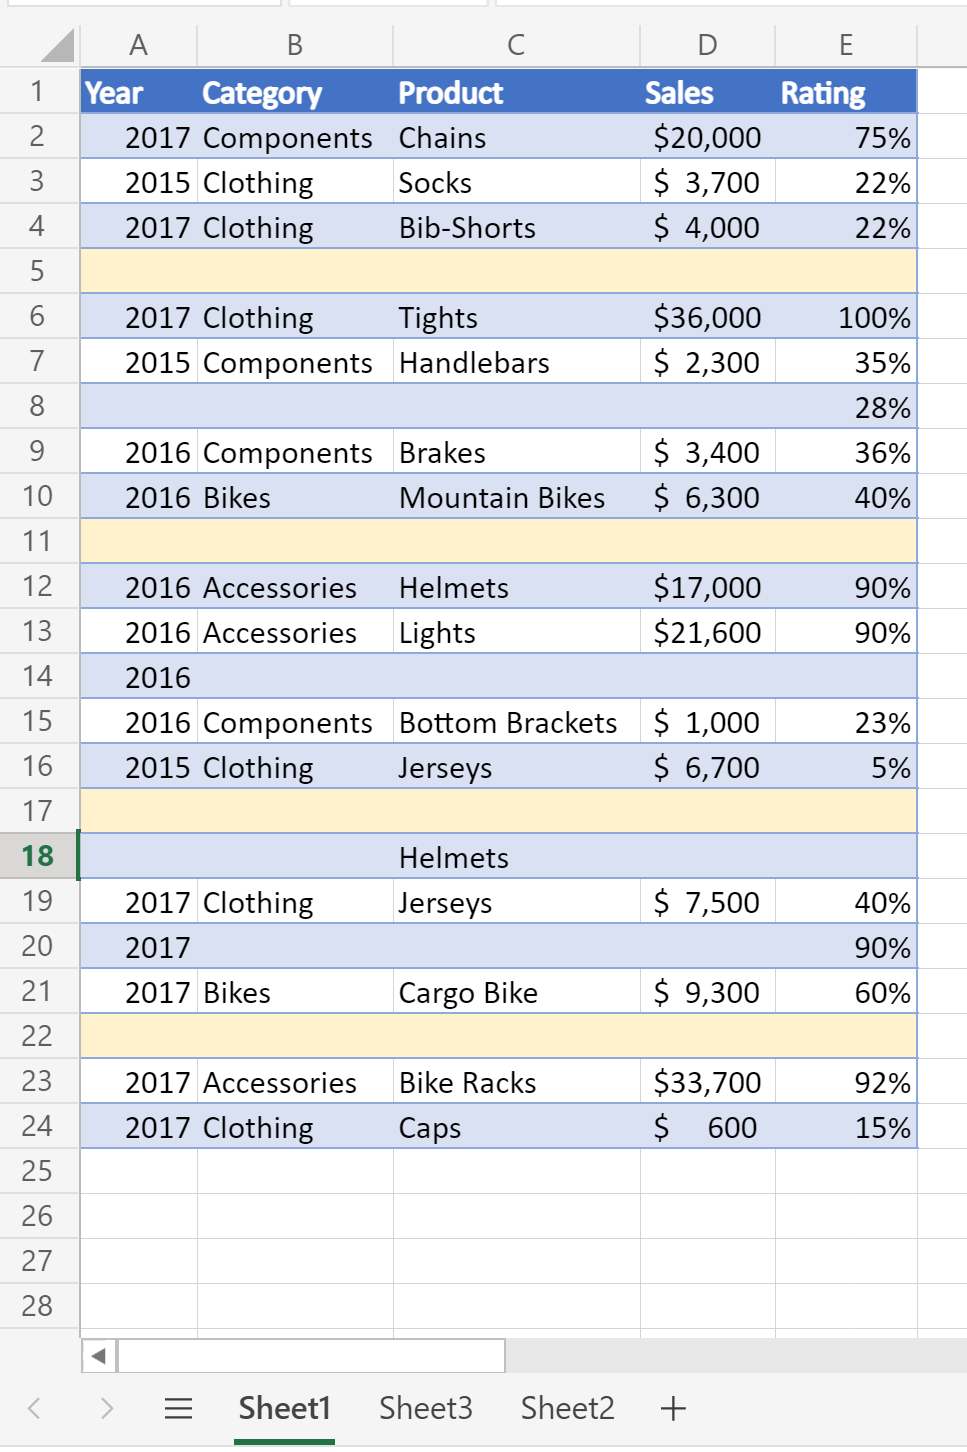 A B C D E
1 Year Category Product Sales Rating
2 2017 Components Chains $20,000 75%
3 2015 Clothing Socks $ 3,700 22%
4 2017 Clothing Bib-Shorts $ 4,000 22%
5
6 2017 Clothing Tights $36,000 100%
7 2015 Components Handlebars $ 2,300 35%
8 28%
9 2016 Components Brakes $ 3,400 36%
10 2016 Bikes Mountain Bikes $ 6,300 40%
11
12 2016 Accessories Helmets $17,000 90%
13 2016 Accessories Lights $21,600 90%
14 2016
15 2016 Components Bottom Brackets $ 1,000 23%
16 2015 Clothing Jerseys $ 6,700 5%
17
18 Helmets
19 2017 Clothing Jerseys $ 7,500 40%
20 2017 90%
21 2017 Bikes Cargo Bike $ 9,300 60%
22
23 2017 Accessories Bike Racks $33,700 92%
24 2017 Clothing Caps $ 600 15%
25
26
27
28
Sheet1 Sheet3 Sheet2 +